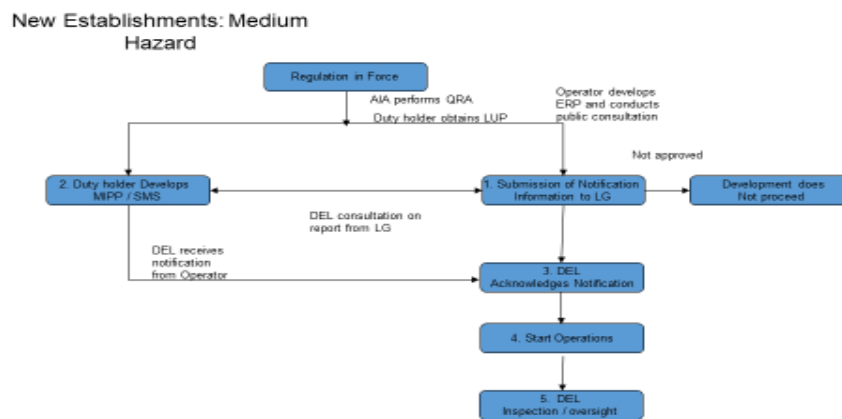 New Establishments: Medium
Hazard
Regulation in Force
AIA performs QRA
Duty holder obtains LUP
Operator develops
ERP and conducts
public consultation
Not approved
2. Duty holder Develops
MIPP / SMS
1. Submission of Notification
Information to LG
Development does
Not proceed
DEL consultation on
report from LG
DEL receives
notification
from Operator
3. DEL
Acknowledges Notification
4. Start Operations
5. DEL
Inspection / oversight